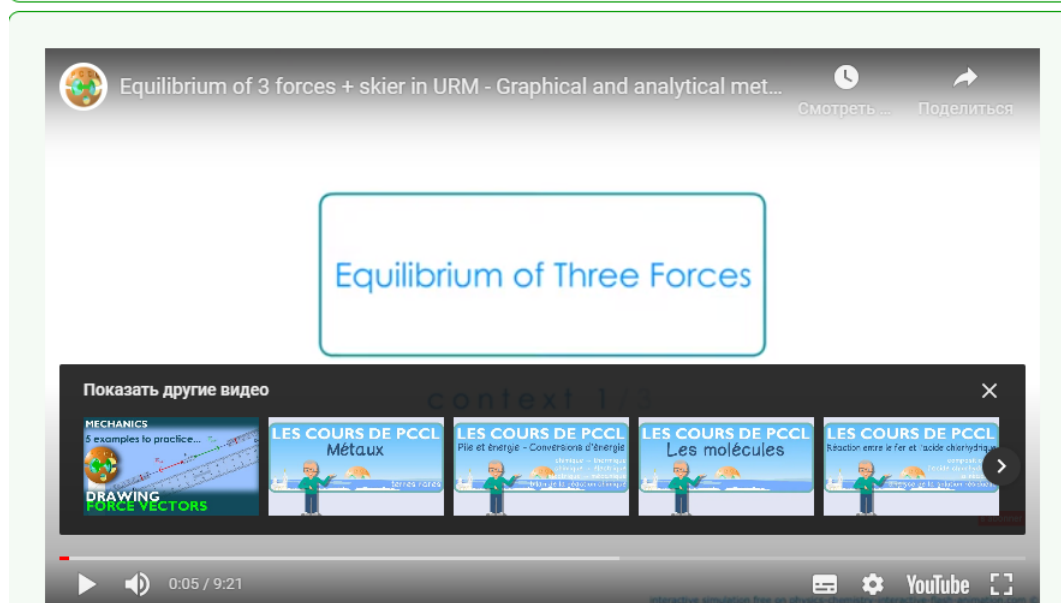 Equilibrium of 3 forces + skier in URM - Graphical and analytical met...
Смотреть ...
Поделиться
Equilibrium of Three Forces
context 1/3
Показать другие видео
MECHANICS
5 examples to practice...
DRAWING
FORCE VECTORS
LES COURS DE PCCL
Métaux
terres rares
LES COURS DE PCCL
Pile et énergie - Conversions d'énergie
LES COURS DE PCCL
Les molécules
LES COURS DE PCCL
Réaction entre le fer et l'acide chlorhydrique
0:05 / 9:21
YouTube